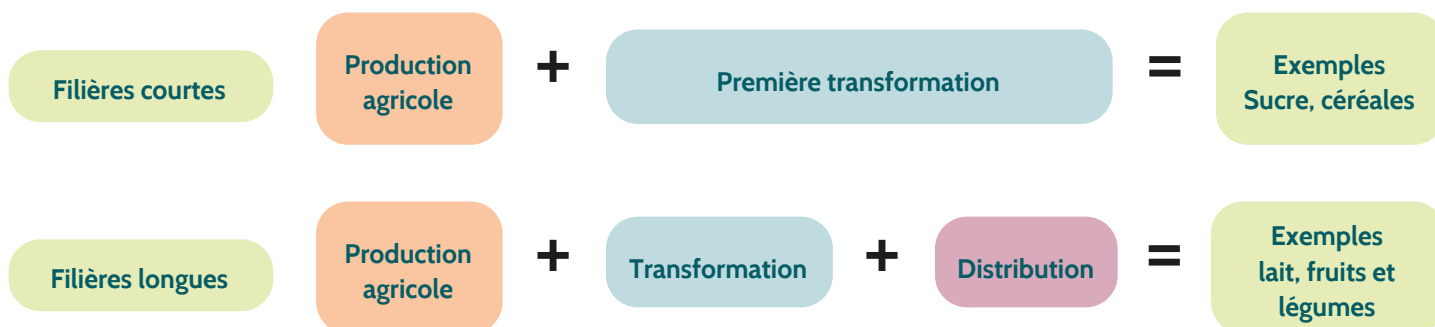 Filières courtes
Production
agricole
+
Première transformation
=
Exemples
Sucre, céréales
Filières longues
Production
agricole
+
Transformation
+
Distribution
=
Exemples
lait, fruits et
légumes